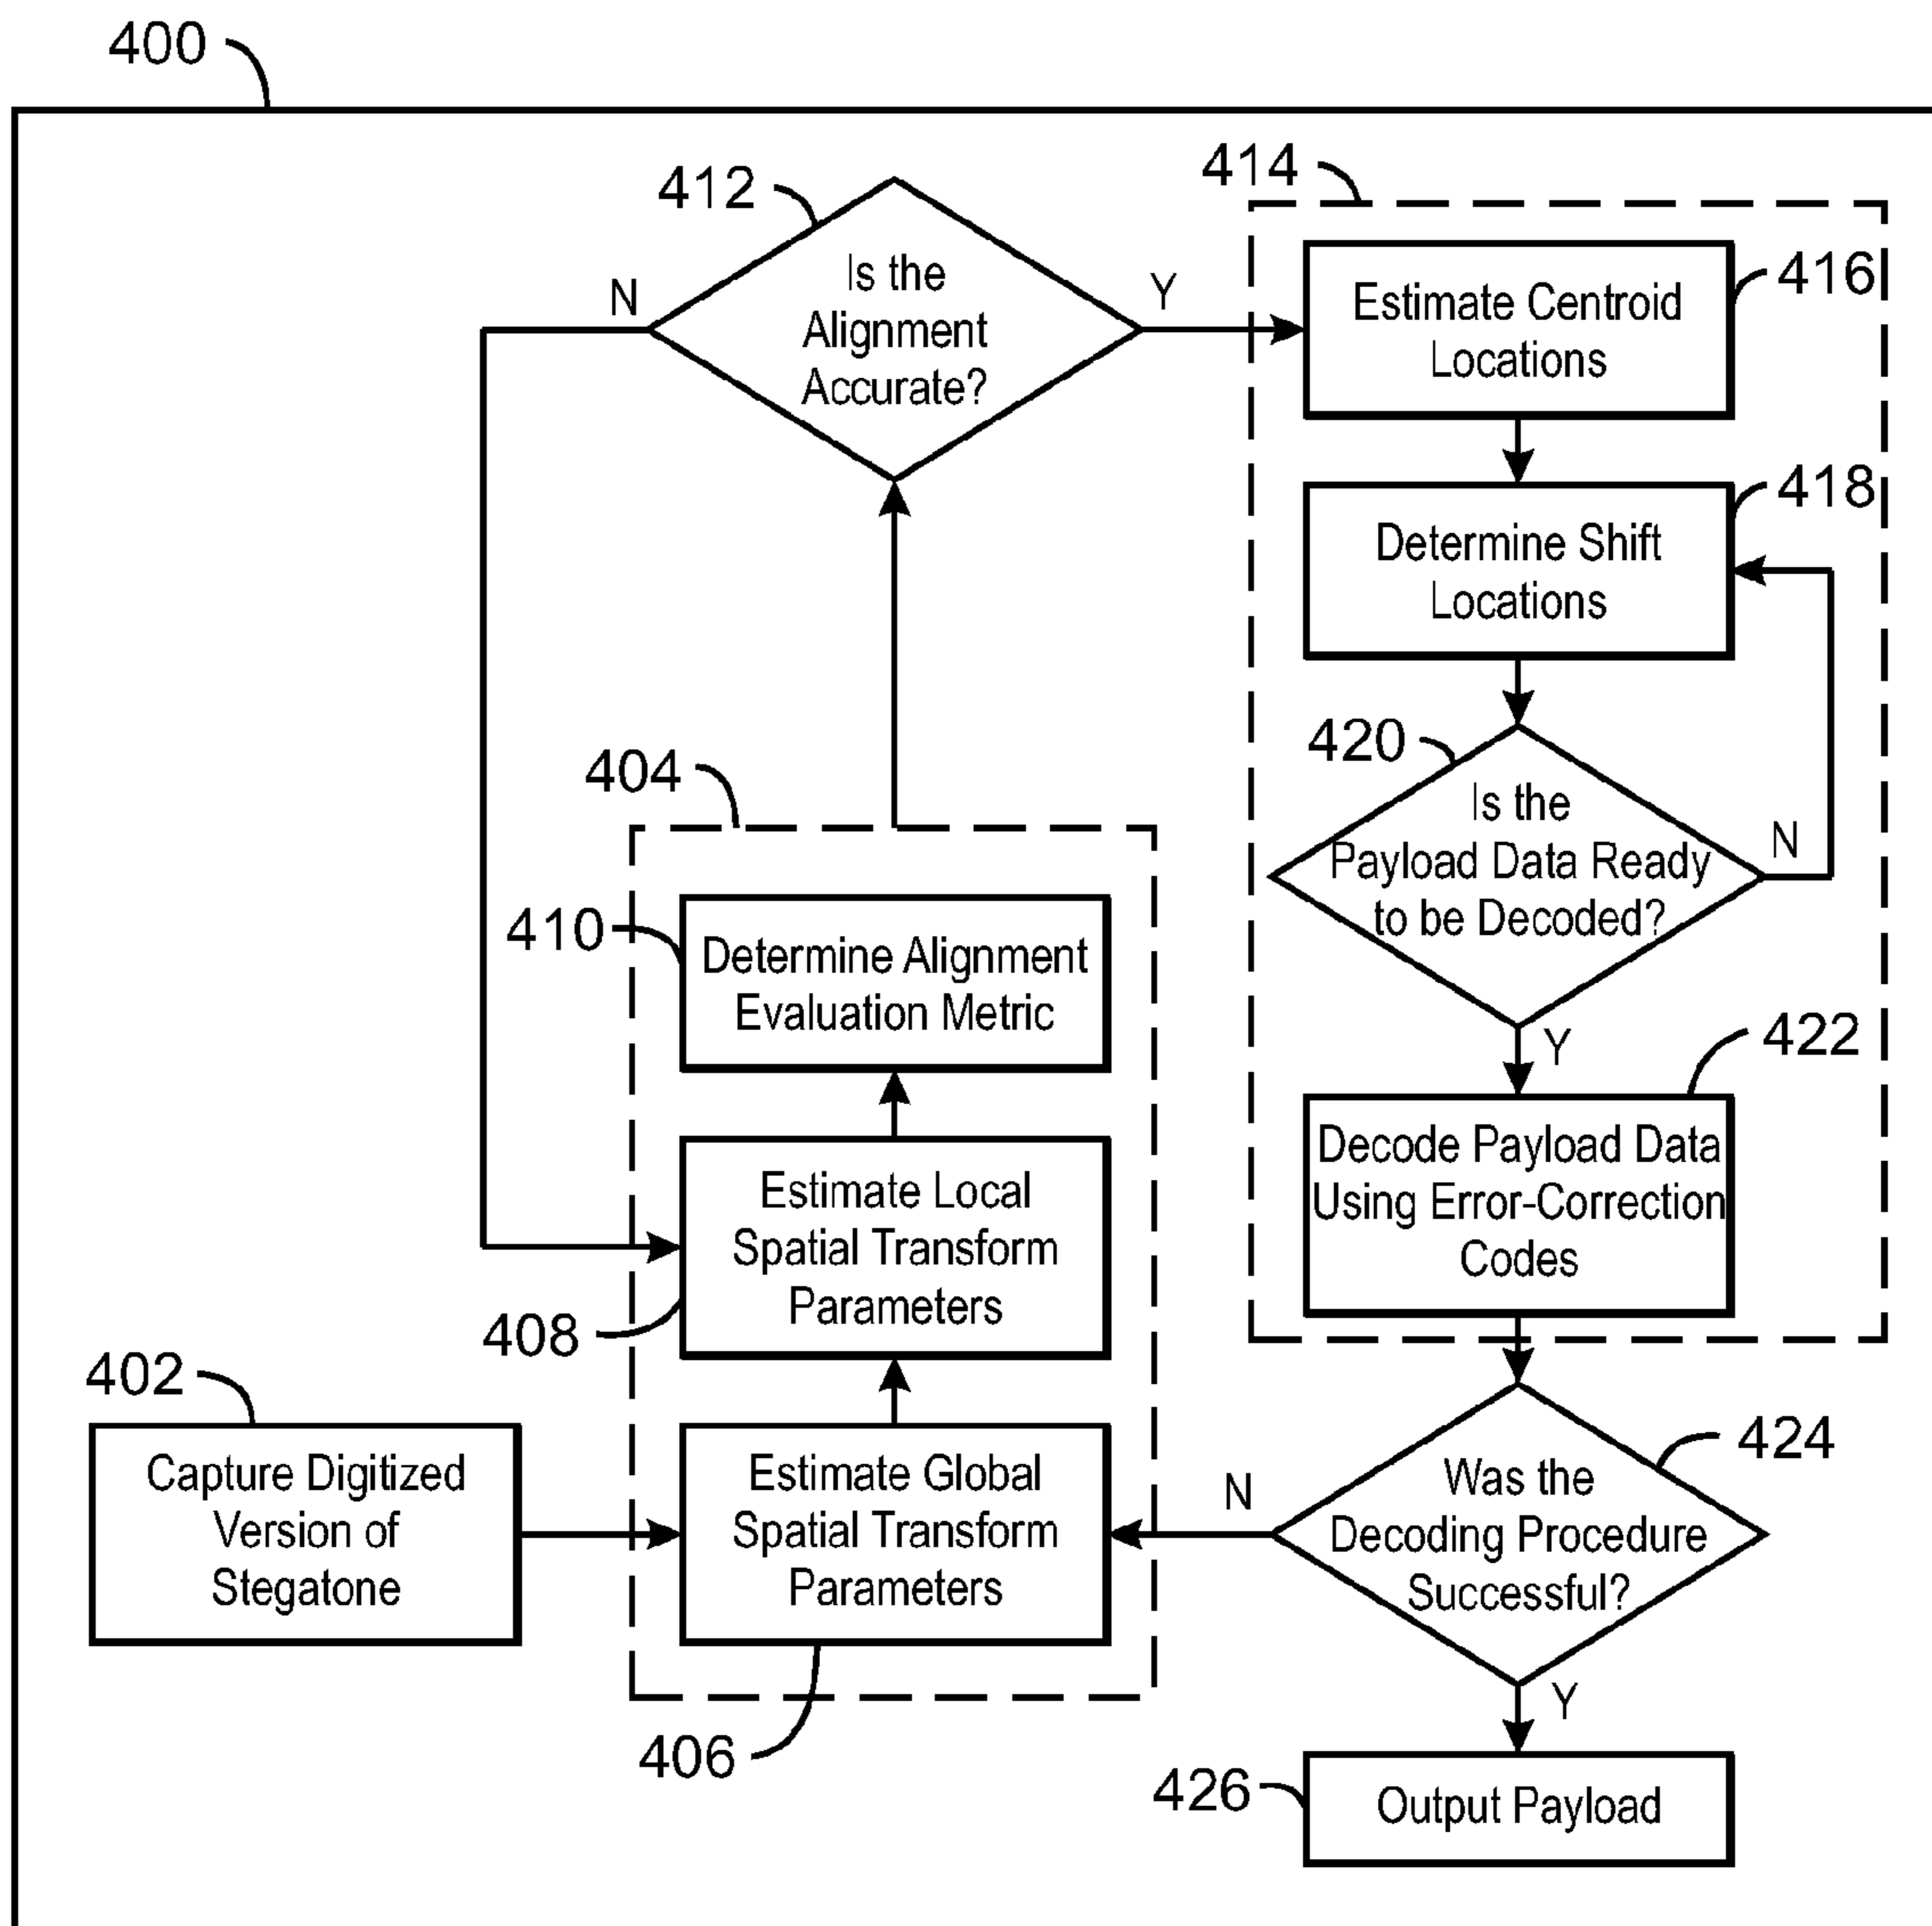 400
412
Is the
Alignment
Accurate?
N
Y
414
416
Estimate Centroid
Locations
418
Determine Shift
Locations
420
Is the
Payload Data Ready
to be Decoded?
N
Y
422
Decode Payload Data
Using Error-Correction
Codes
404
410
Determine Alignment
Evaluation Metric
408
Estimate Local
Spatial Transform
Parameters
402
Capture Digitized
Version of
Stegatone
406
Estimate Global
Spatial Transform
Parameters
424
Was the
Decoding Procedure
Successful?
N
Y
426
Output Payload